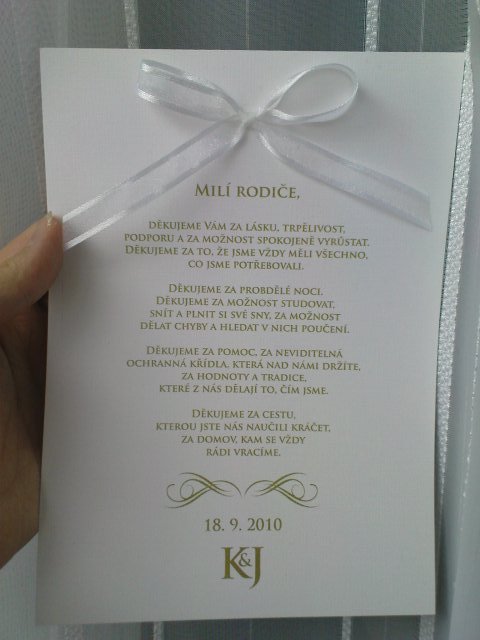 Milí rodiče,
Děkujeme Vám za lásku, trpělivost,
podporu a za možnost spokojeně vyrůstat.
Děkujeme za to, že jsme vždy měli všechno,
co jsme potřebovali.
Děkujeme za probdělé noci.
Děkujeme za možnost studovat,
snít a plnit si své sny, za možnost
dělat chyby a hledat v nich poučení.
Děkujeme za pomoc, za neviditelná
ochranná křídla, která nad námi držíte,
za hodnoty a tradice,
které z nás dělají to, čím jsme.
Děkujeme za cestu,
kterou jste nás naučili kráčet,
za domov, kam se vždy
rádi vracíme.
18. 9. 2010
K&J